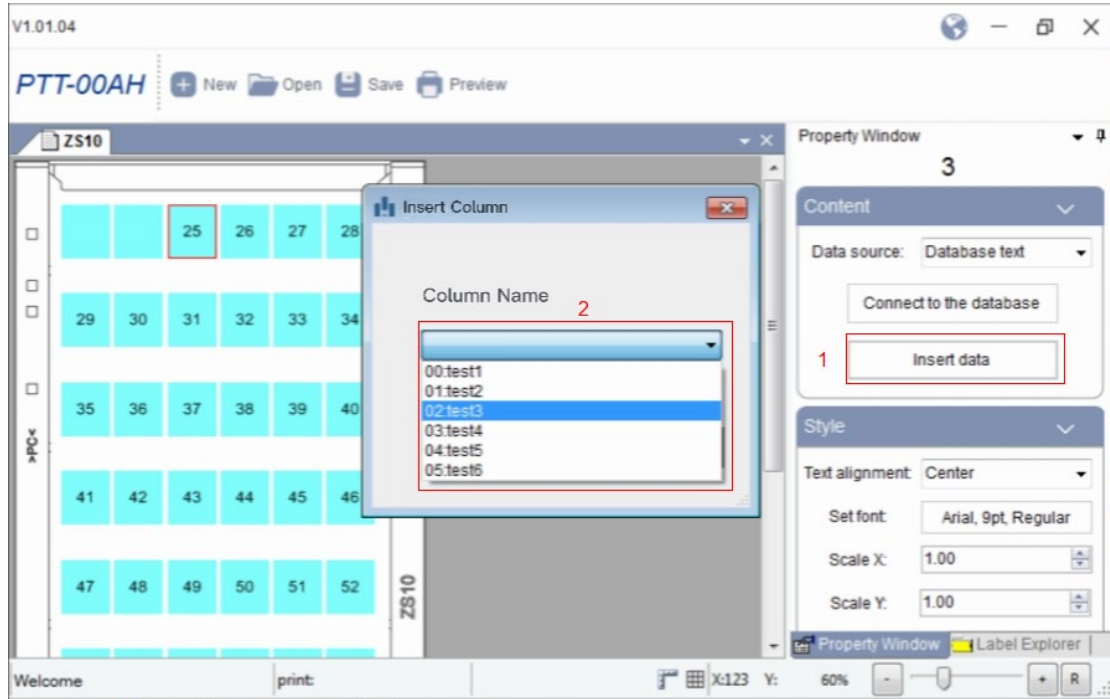 V1.01.04
PTT-00AH New Open Save Preview
ZS10
Property Window
3
Content
Data source: Database text
Connect to the database
1 Insert data
Style
Text alignment: Center
Set font: Arial, 9pt, Regular
Scale X: 1.00
Scale Y: 1.00
Property Window Label Explorer
Insert Column
Column Name
2
00:test1
01:test2
02:test3
03:test4
04:test5
05:test6
25 26 27 28
29 30 31 32 33 34
35 36 37 38 39 40
41 42 43 44 45 46
47 48 49 50 51 52
>PC<
ZS10
Welcome print: X:123 Y: 60% - + R